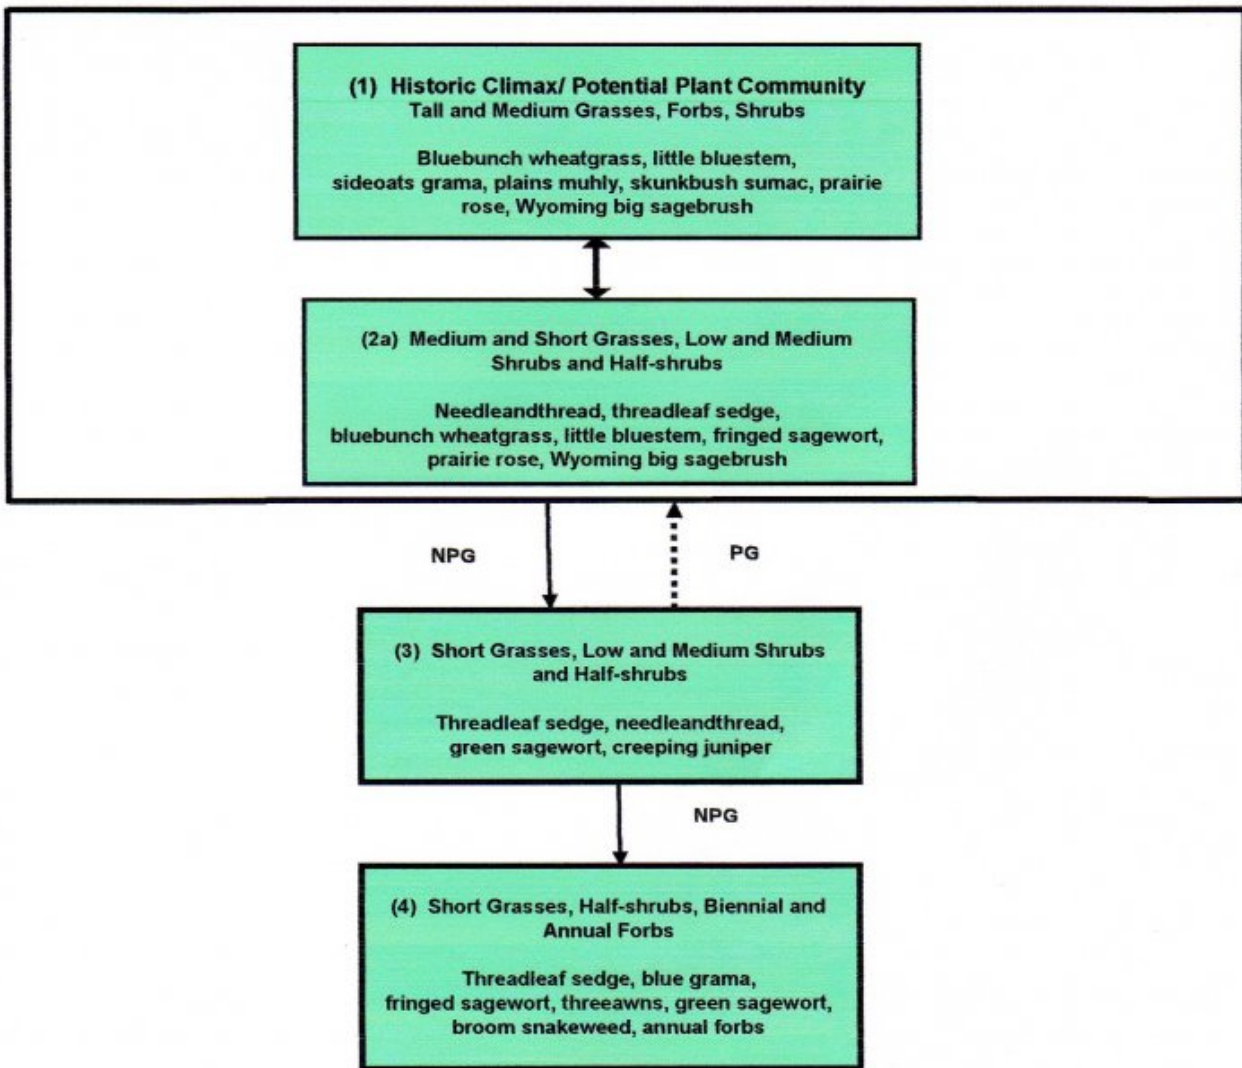 (1) Historic Climax/ Potential Plant Community
Tall and Medium Grasses, Forbs, Shrubs
Bluebunch wheatgrass, little bluestem,
sideoats grama, plains muhly, skunkbush sumac, prairie
rose, Wyoming big sagebrush
(2a) Medium and Short Grasses, Low and Medium
Shrubs and Half-shrubs
Needleandthread, threadleaf sedge,
bluebunch wheatgrass, little bluestem, fringed sagewort,
prairie rose, Wyoming big sagebrush
NPG
PG
(3) Short Grasses, Low and Medium Shrubs
and Half-shrubs
Threadleaf sedge, needleandthread,
green sagewort, creeping juniper
NPG
(4) Short Grasses, Half-shrubs, Biennial and
Annual Forbs
Threadleaf sedge, blue grama,
fringed sagewort, threeawns, green sagewort,
broom snakeweed, annual forbs